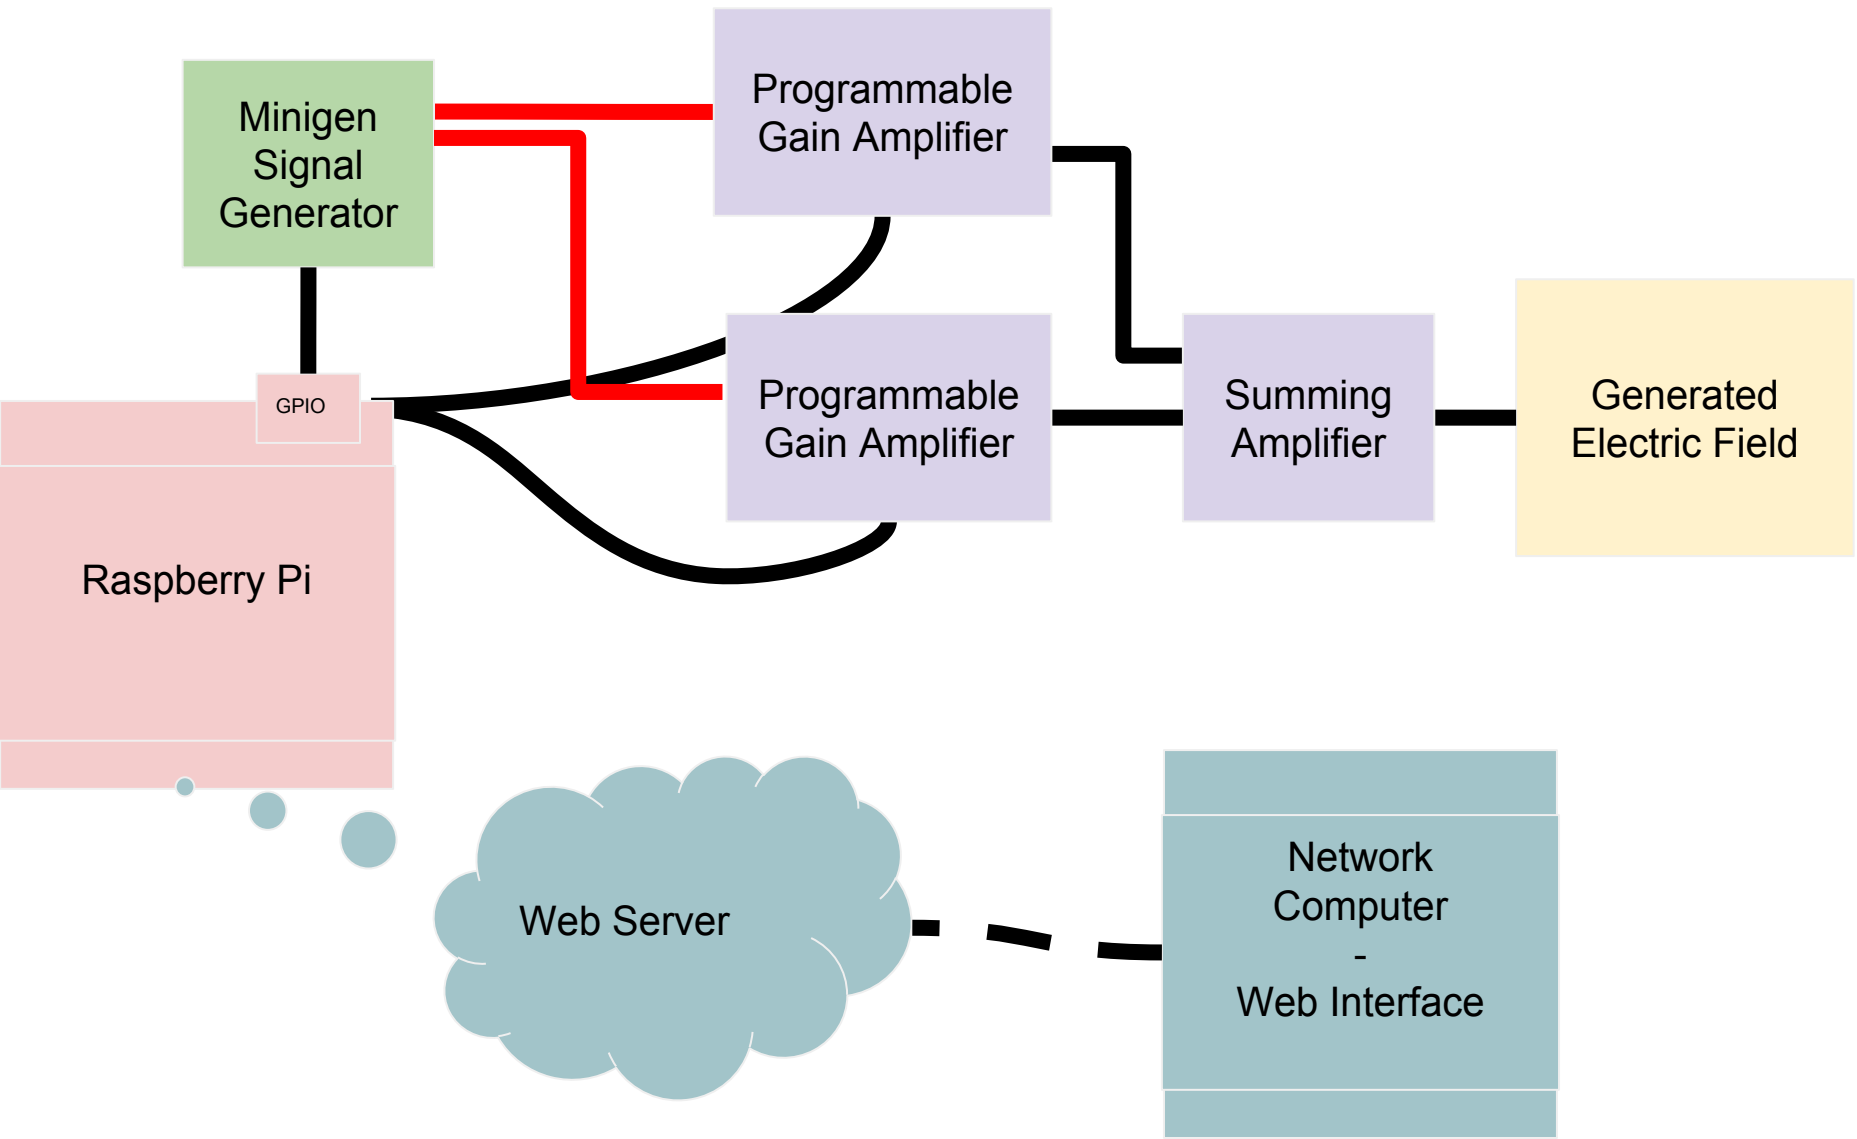 Minigen
Signal
Generator
Programmable
Gain Amplifier
GPIO
Programmable
Gain Amplifier
Summing
Amplifier
Generated
Electric Field
Raspberry Pi
Web Server
Network
Computer
-
Web Interface